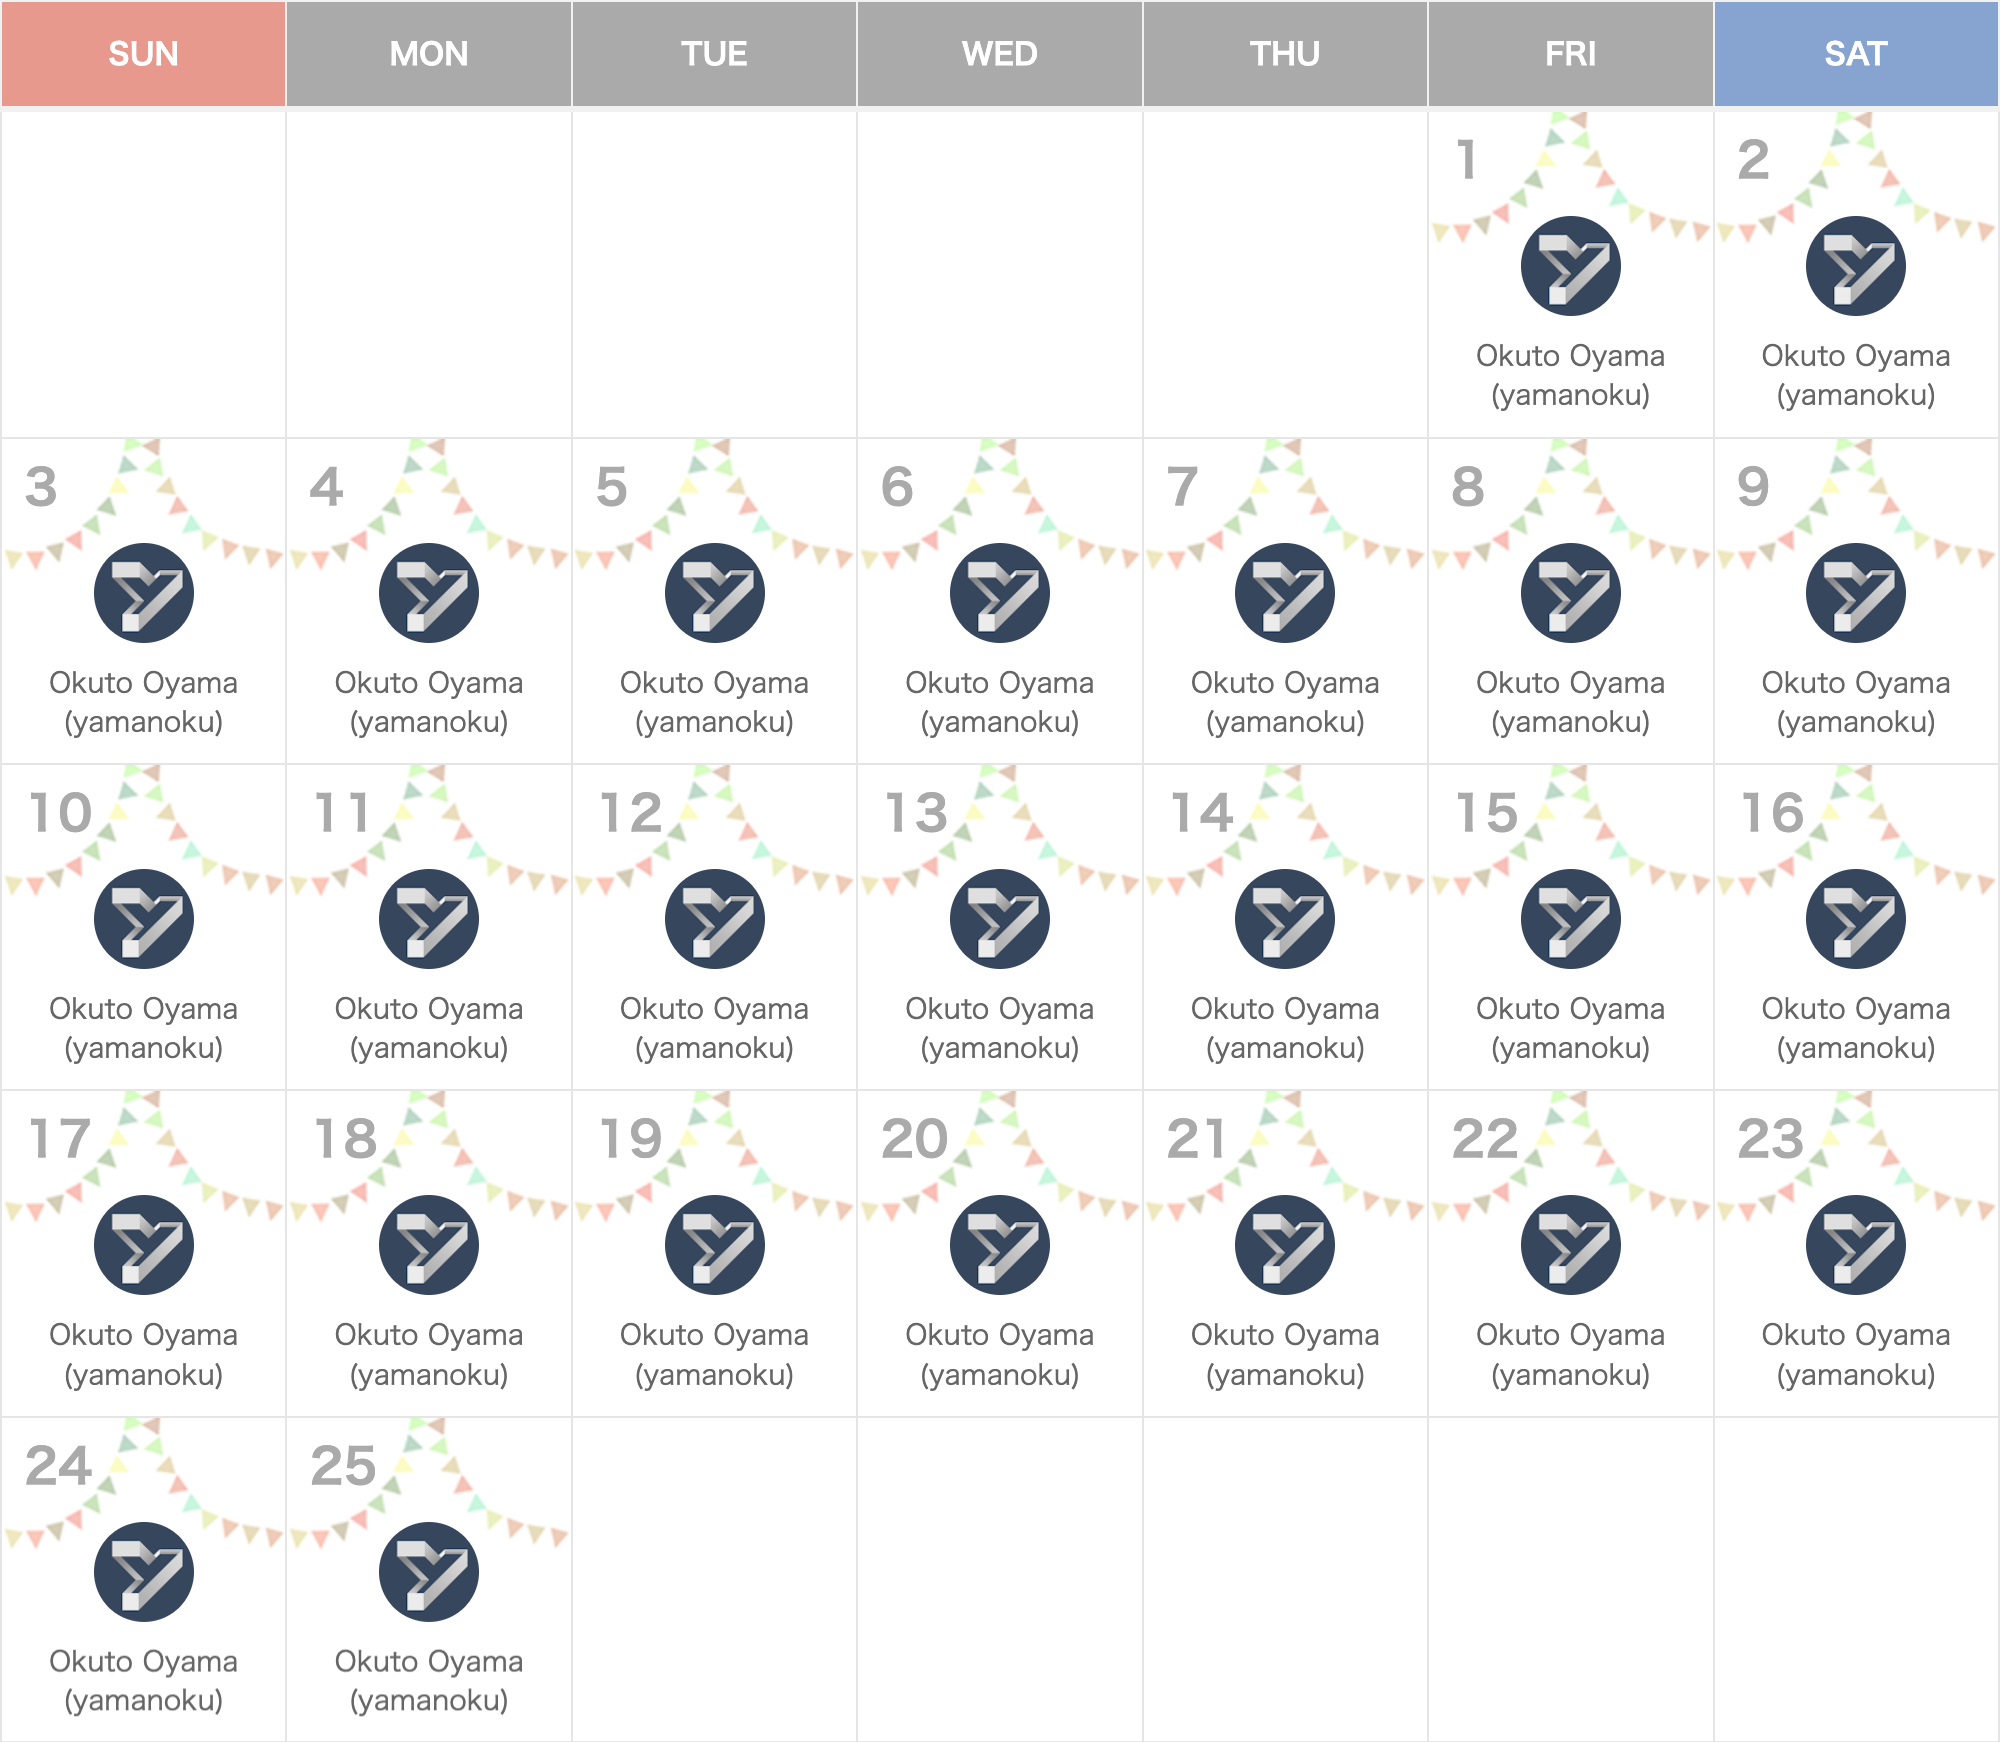 SUN MON TUE WED THU FRI SAT
1 2
Okuto Oyama Okuto Oyama
(yamanoku) (yamanoku)
3 4 5 6 7 8 9
Okuto Oyama Okuto Oyama Okuto Oyama Okuto Oyama Okuto Oyama Okuto Oyama Okuto Oyama
(yamanoku) (yamanoku) (yamanoku) (yamanoku) (yamanoku) (yamanoku) (yamanoku)
10 11 12 13 14 15 16
Okuto Oyama Okuto Oyama Okuto Oyama Okuto Oyama Okuto Oyama Okuto Oyama Okuto Oyama
(yamanoku) (yamanoku) (yamanoku) (yamanoku) (yamanoku) (yamanoku) (yamanoku)
17 18 19 20 21 22 23
Okuto Oyama Okuto Oyama Okuto Oyama Okuto Oyama Okuto Oyama Okuto Oyama Okuto Oyama
(yamanoku) (yamanoku) (yamanoku) (yamanoku) (yamanoku) (yamanoku) (yamanoku)
24 25
Okuto Oyama Okuto Oyama
(yamanoku) (yamanoku)